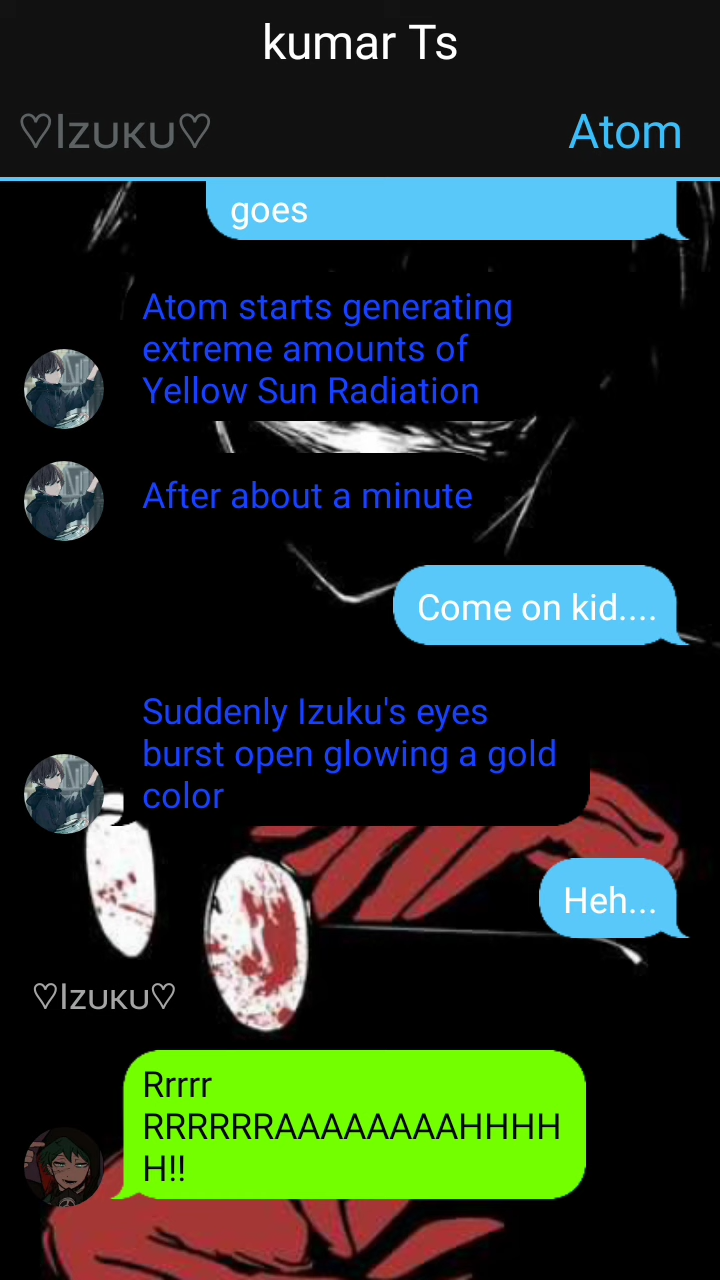 kumar Ts
♡Izuku♡ Atom
goes
Atom starts generating
extreme amounts of
Yellow Sun Radiation
After about a minute
Come on kid....
Suddenly Izuku's eyes
burst open glowing a gold
color
Heh...
♡Izuku♡
Rrrrr
RRRRRRAAAAAAAAHHHH
H!!